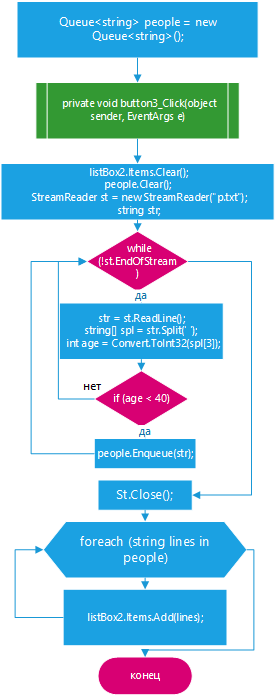 Queue<string> people = new
Queue<string>();
private void button3_Click(object
sender, EventArgs e)
listBox2.Items.Clear();
people.Clear();
StreamReader st = new StreamReader("p.txt");
string str;
while
(!st.EndOfStream
)
да
str = st.ReadLine();
string[] spl = str.Split(' ');
int age = Convert.ToInt32(spl[3]);
нет
if (age < 40)
да
people.Enqueue(str);
St.Close();
foreach (string lines in
people)
listBox2.Items.Add(lines);
конец